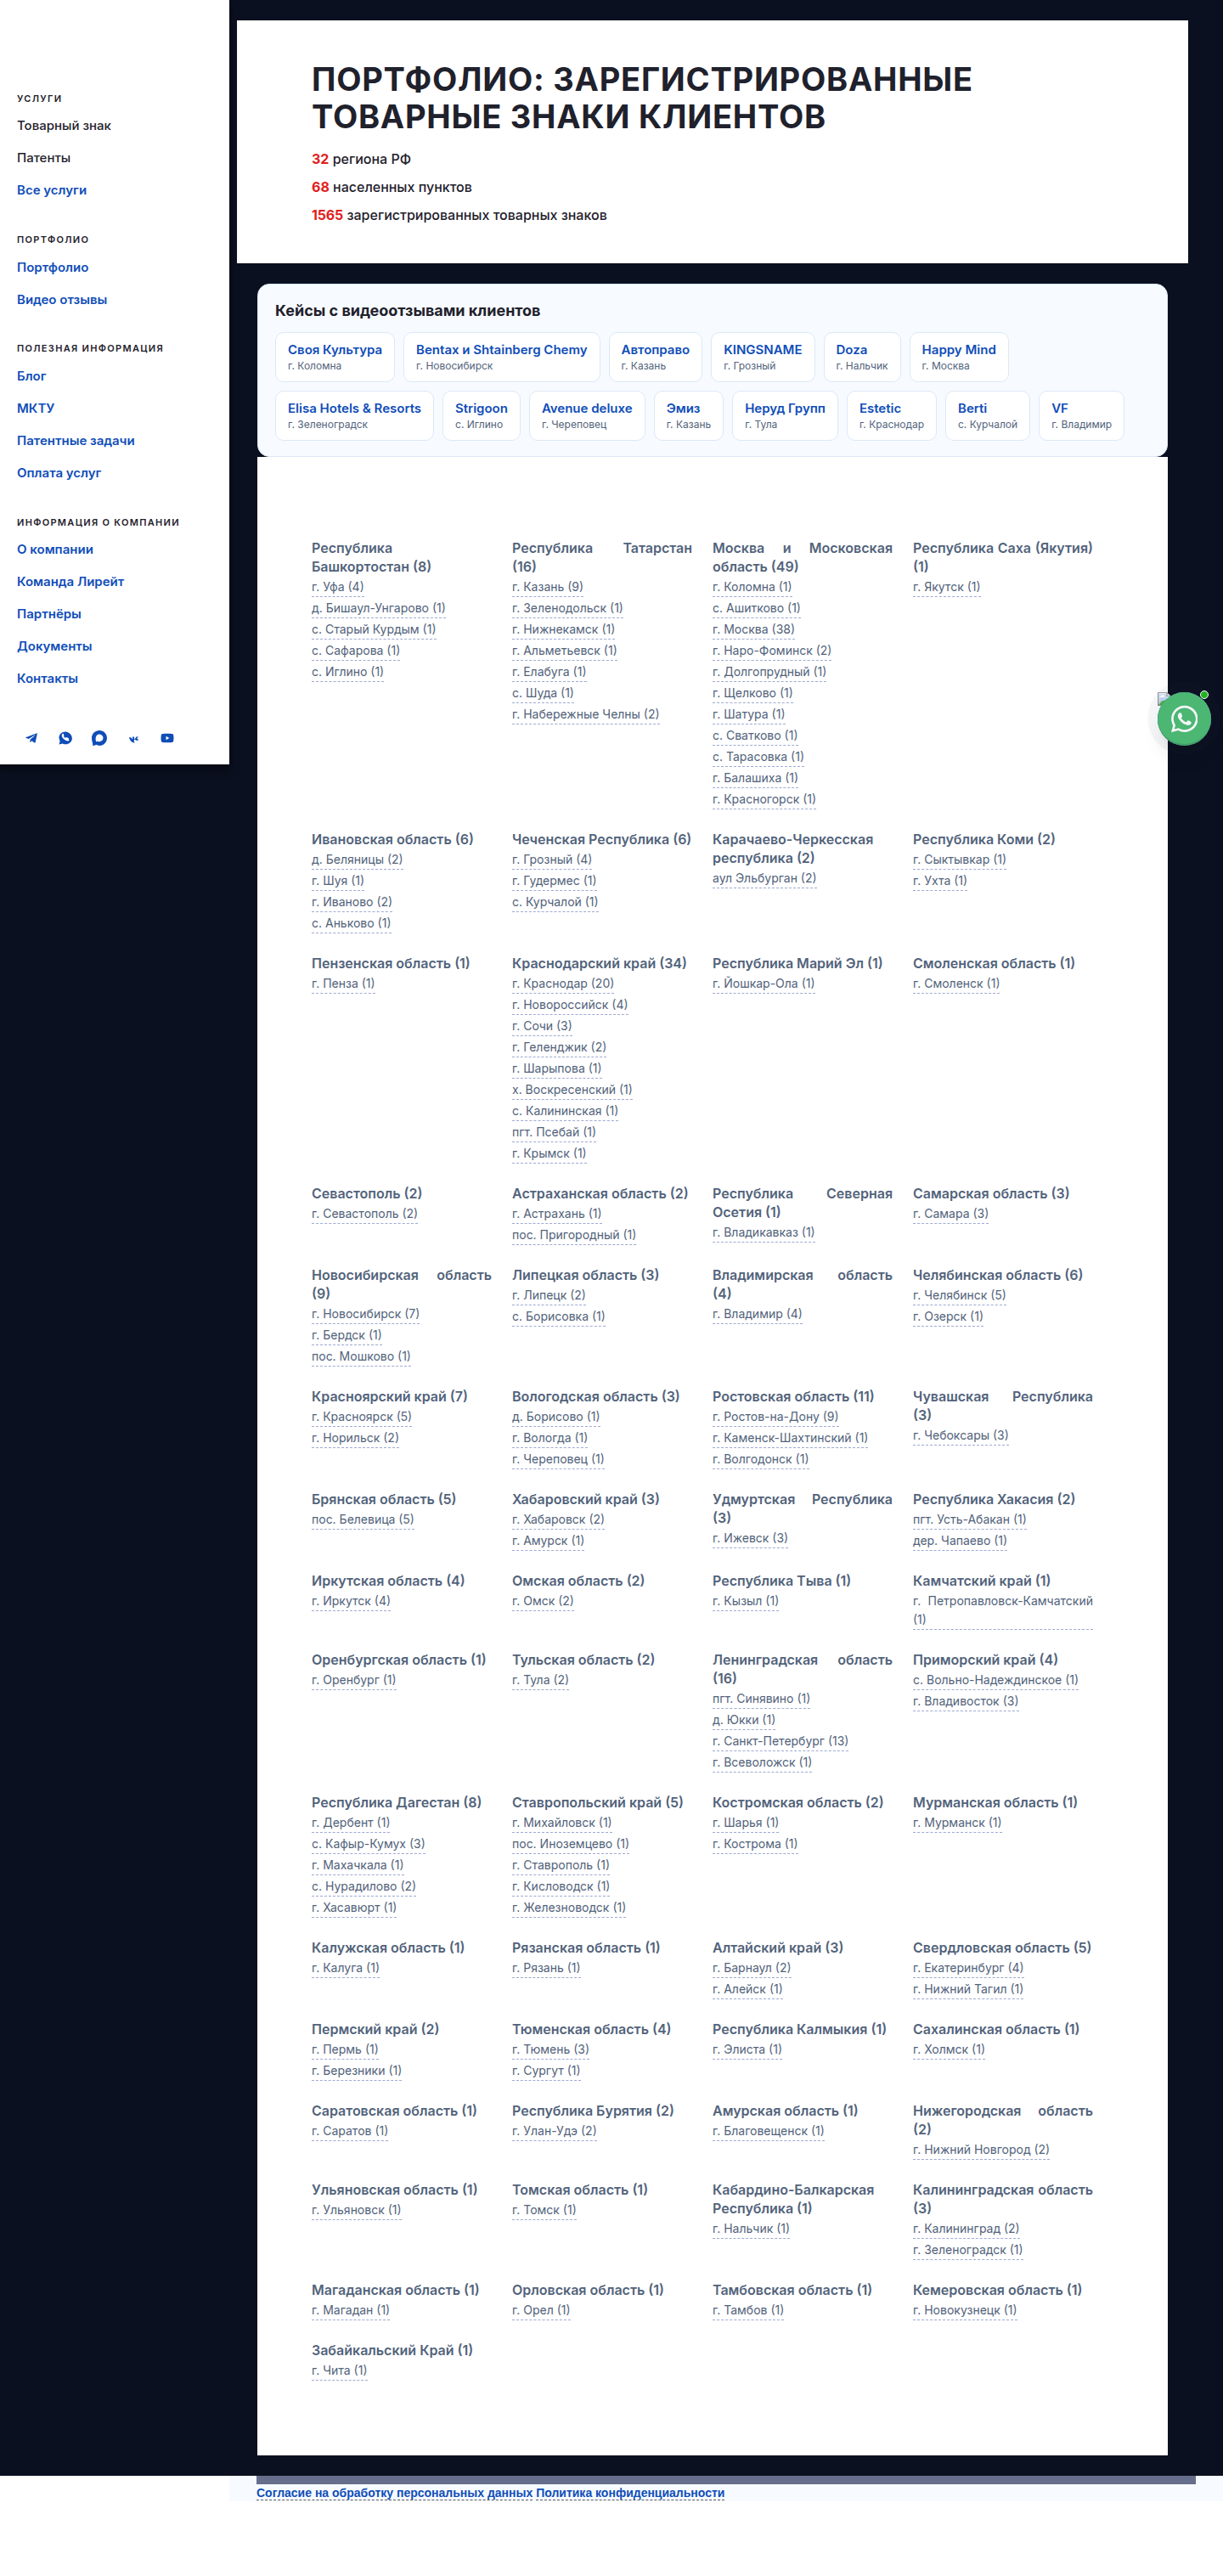 УСЛУГИ
Товарный знак
Патенты
Все услуги
ПОРТФОЛИО
Портфолио
Видео отзывы
ПОЛЕЗНАЯ ИНФОРМАЦИЯ
Блог
МКТУ
Патентные задачи
Оплата услуг
ИНФОРМАЦИЯ О КОМПАНИИ
О компании
Команда Лирейт
Партнёры
Документы
Контакты
ПОРТФОЛИО: ЗАРЕГИСТРИРОВАННЫЕ
ТОВАРНЫЕ ЗНАКИ КЛИЕНТОВ
32 региона РФ
68 населенных пунктов
1565 зарегистрированных товарных знаков
Кейсы с видеоотзывами клиентов
Своя Культура
г. Коломна
Bentax и Shtainberg Chemy
г. Новосибирск
Автоправо
г. Казань
KINGSNAME
г. Грозный
Doza
г. Нальчик
Happy Mind
г. Москва
Elisa Hotels & Resorts
г. Зеленоградск
Strigoon
с. Иглино
Avenue deluxe
г. Череповец
Эмиз
г. Казань
Неруд Групп
г. Тула
Estetic
г. Краснодар
Berti
с. Курчалой
VF
г. Владимир
Республика
Башкортостан (8)
г. Уфа (4)
д. Бишаул-Унгарово (1)
с. Старый Курдым (1)
с. Сафарова (1)
с. Иглино (1)
Республика Татарстан
(16)
г. Казань (9)
г. Зеленодольск (1)
г. Нижнекамск (1)
г. Альметьевск (1)
г. Елабуга (1)
с. Шуда (1)
г. Набережные Челны (2)
Москва и Московская
область (49)
г. Коломна (1)
с. Ашитково (1)
г. Москва (38)
г. Наро-Фоминск (2)
г. Долгопрудный (1)
г. Щелково (1)
г. Шатура (1)
с. Сватково (1)
с. Тарасовка (1)
г. Балашиха (1)
г. Красногорск (1)
Республика Саха (Якутия)
(1)
г. Якутск (1)
Ивановская область (6)
д. Беляницы (2)
г. Шуя (1)
г. Иваново (2)
с. Аньково (1)
Чеченская Республика (6)
г. Грозный (4)
г. Гудермес (1)
с. Курчалой (1)
Карачаево-Черкесская
республика (2)
аул Эльбурган (2)
Республика Коми (2)
г. Сыктывкар (1)
г. Ухта (1)
Пензенская область (1)
г. Пенза (1)
Краснодарский край (34)
г. Краснодар (20)
г. Новороссийск (4)
г. Сочи (3)
г. Геленджик (2)
г. Шарыпова (1)
х. Воскресенский (1)
с. Калининская (1)
пгт. Псебай (1)
г. Крымск (1)
Республика Марий Эл (1)
г. Йошкар-Ола (1)
Смоленская область (1)
г. Смоленск (1)
Севастополь (2)
г. Севастополь (2)
Астраханская область (2)
г. Астрахань (1)
пос. Пригородный (1)
Республика Северная
Осетия (1)
г. Владикавказ (1)
Самарская область (3)
г. Самара (3)
Новосибирская область
(9)
г. Новосибирск (7)
г. Бердск (1)
пос. Мошково (1)
Липецкая область (3)
г. Липецк (2)
с. Борисовка (1)
Владимирская область
(4)
г. Владимир (4)
Челябинская область (6)
г. Челябинск (5)
г. Озерск (1)
Красноярский край (7)
г. Красноярск (5)
г. Норильск (2)
Вологодская область (3)
д. Борисово (1)
г. Вологда (1)
г. Череповец (1)
Ростовская область (11)
г. Ростов-на-Дону (9)
г. Каменск-Шахтинский (1)
г. Волгодонск (1)
Чувашская Республика
(3)
г. Чебоксары (3)
Брянская область (5)
пос. Белевица (5)
Хабаровский край (3)
г. Хабаровск (2)
г. Амурск (1)
Удмуртская Республика
(3)
г. Ижевск (3)
Республика Хакасия (2)
пгт. Усть-Абакан (1)
дер. Чапаево (1)
Иркутская область (4)
г. Иркутск (4)
Омская область (2)
г. Омск (2)
Республика Тыва (1)
г. Кызыл (1)
Камчатский край (1)
г. Петропавловск-Камчатский
(1)
Оренбургская область (1)
г. Оренбург (1)
Тульская область (2)
г. Тула (2)
Ленинградская область
(16)
пгт. Синявино (1)
д. Юкки (1)
г. Санкт-Петербург (13)
г. Всеволожск (1)
Приморский край (4)
с. Вольно-Надеждинское (1)
г. Владивосток (3)
Республика Дагестан (8)
г. Дербент (1)
с. Кафыр-Кумух (3)
г. Махачкала (1)
с. Нурадилово (2)
г. Хасавюрт (1)
Ставропольский край (5)
г. Михайловск (1)
пос. Иноземцево (1)
г. Ставрополь (1)
г. Кисловодск (1)
г. Железноводск (1)
Костромская область (2)
г. Шарья (1)
г. Кострома (1)
Мурманская область (1)
г. Мурманск (1)
Калужская область (1)
г. Калуга (1)
Рязанская область (1)
г. Рязань (1)
Алтайский край (3)
г. Барнаул (2)
г. Алейск (1)
Свердловская область (5)
г. Екатеринбург (4)
г. Нижний Тагил (1)
Пермский край (2)
г. Пермь (1)
г. Березники (1)
Тюменская область (4)
г. Тюмень (3)
г. Сургут (1)
Республика Калмыкия (1)
г. Элиста (1)
Сахалинская область (1)
г. Холмск (1)
Саратовская область (1)
г. Саратов (1)
Республика Бурятия (2)
г. Улан-Удэ (2)
Амурская область (1)
г. Благовещенск (1)
Нижегородская область
(2)
г. Нижний Новгород (2)
Ульяновская область (1)
г. Ульяновск (1)
Томская область (1)
г. Томск (1)
Кабардино-Балкарская
Республика (1)
г. Нальчик (1)
Калининградская область
(3)
г. Калининград (2)
г. Зеленоградск (1)
Магаданская область (1)
г. Магадан (1)
Орловская область (1)
г. Орел (1)
Тамбовская область (1)
г. Тамбов (1)
Кемеровская область (1)
г. Новокузнецк (1)
Забайкальский Край (1)
г. Чита (1)
Согласие на обработку персональных данных Политика конфиденциальности